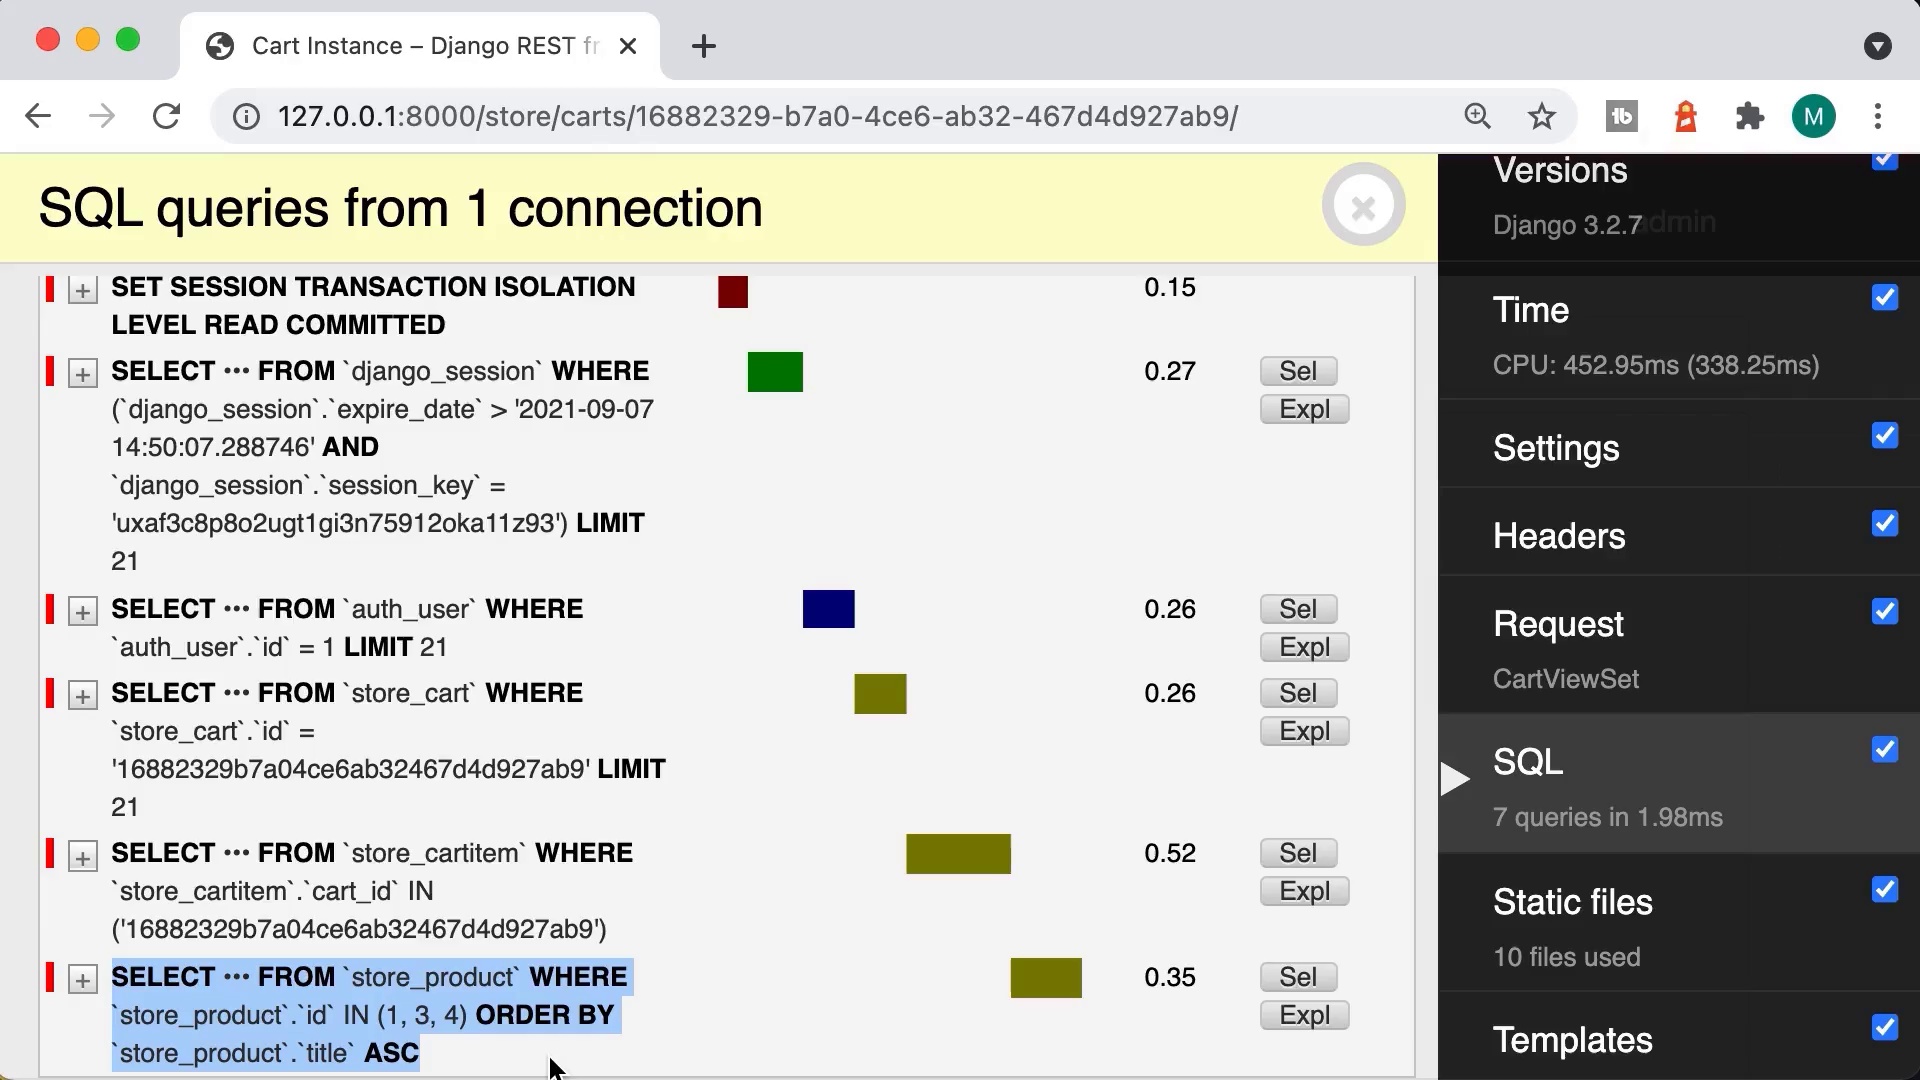 Cart Instance – Django REST fr
127.0.0.1:8000/store/carts/16882329-b7a0-4ce6-ab32-467d4d927ab9/
M
SQL queries from 1 connection
SET SESSION TRANSACTION ISOLATION
LEVEL READ COMMITTED
0.15
SELECT ••• FROM `django_session` WHERE
(`django_session`.`expire_date` > '2021-09-07
14:50:07.288746' AND
`django_session`.`session_key` =
'uxaf3c8p8o2ugt1gi3n75912oka11z93') LIMIT
21
0.27
Sel
Expl
SELECT ••• FROM `auth_user` WHERE
`auth_user`.`id` = 1 LIMIT 21
0.26
Sel
Expl
SELECT ••• FROM `store_cart` WHERE
`store_cart`.`id` =
'16882329b7a04ce6ab32467d4d927ab9' LIMIT
21
0.26
Sel
Expl
SELECT ••• FROM `store_cartitem` WHERE
`store_cartitem`.`cart_id` IN
('16882329b7a04ce6ab32467d4d927ab9')
0.52
Sel
Expl
SELECT ••• FROM `store_product` WHERE
`store_product`.`id` IN (1, 3, 4) ORDER BY
`store_product`.`title` ASC
0.35
Sel
Expl
Versions
Django 3.2.7
admin
Time
CPU: 452.95ms (338.25ms)
Settings
Headers
Request
CartViewSet
SQL
7 queries in 1.98ms
Static files
10 files used
Templates